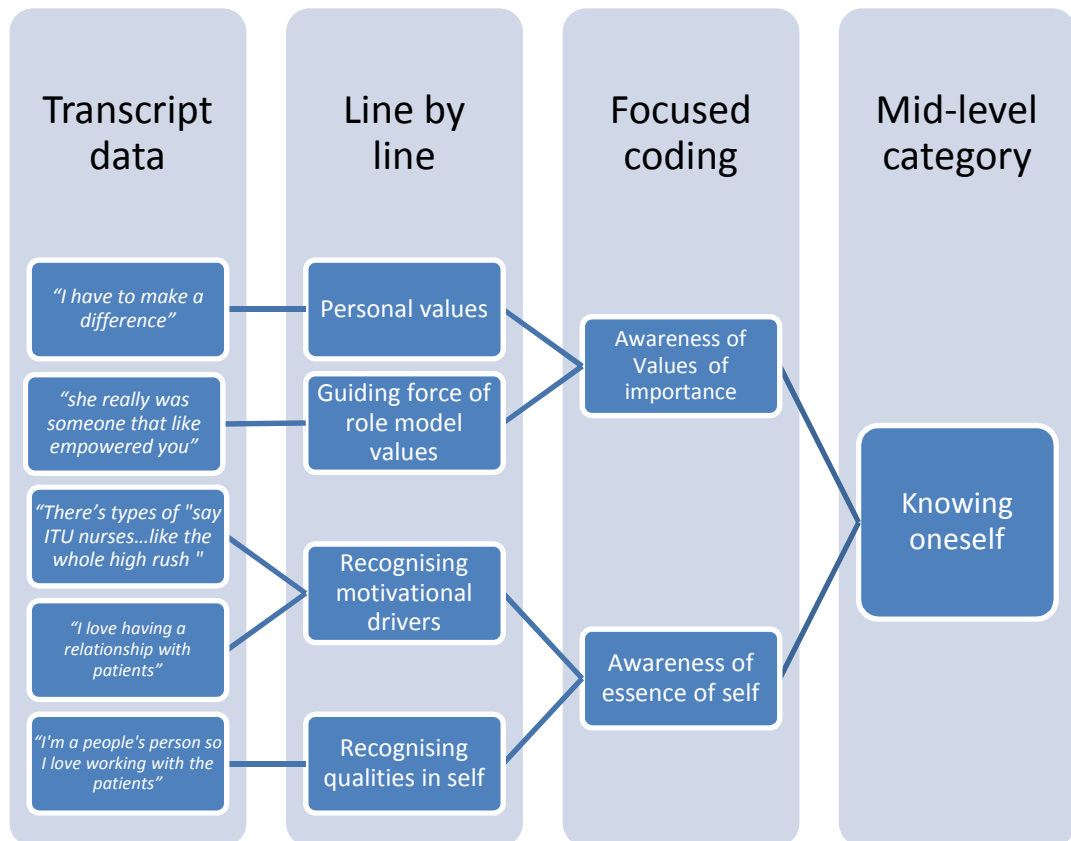 Transcript
data
Line by
line
Focused
coding
Mid-level
category
“I have to make a
difference”
“she really was
someone that like
empowered you”
“There’s types of "say
ITU nurses...like the
whole high rush "
“I love having a
relationship with
patients”
“I'm a people's person so
I love working with the
patients”
Personal values
Guiding force of
role model
values
Recognising
motivational
drivers
Recognising
qualities in self
Awareness of
Values of
importance
Awareness of
essence of self
Knowing
oneself